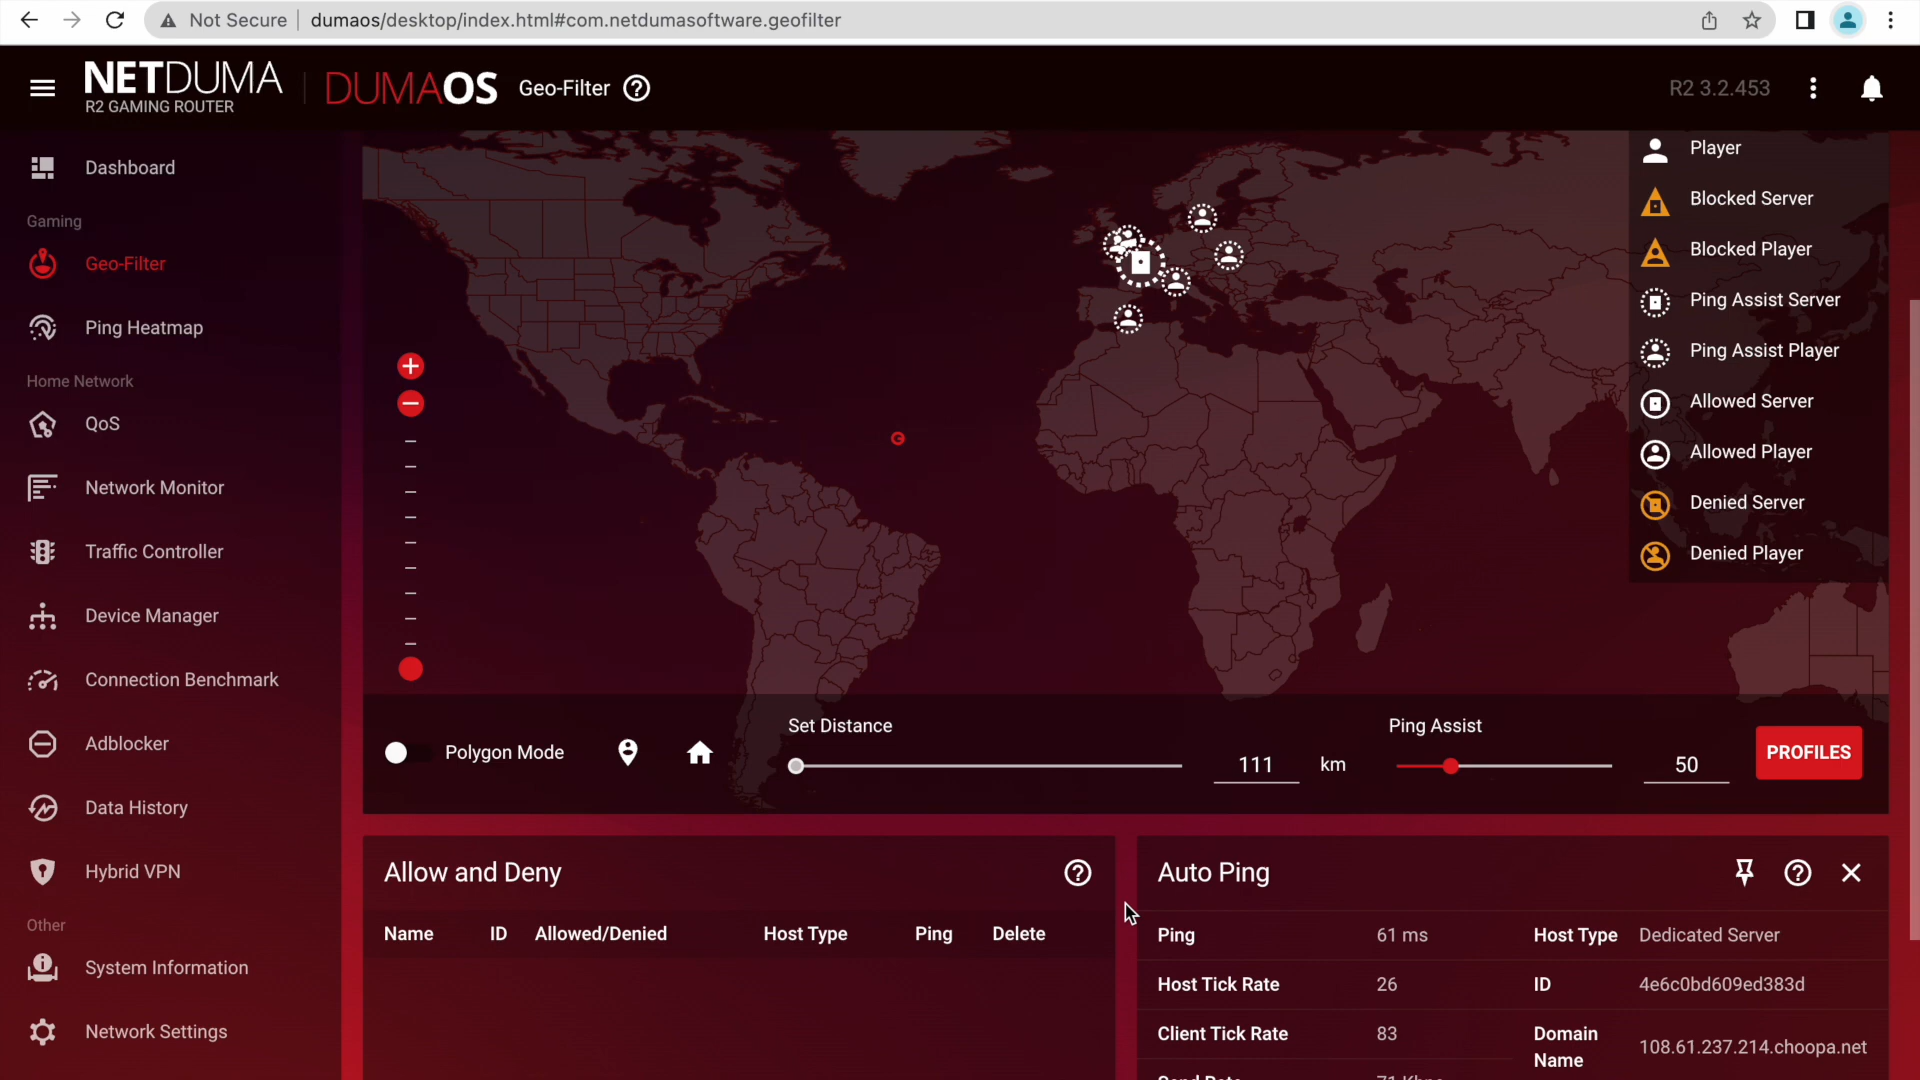 Not Secure
dumaos/desktop/index.html#com.netdumasoftware.geofilter
NETDUMA
R2 GAMING ROUTER
DUMAOS
Geo-Filter
R2 3.2.453
Dashboard
Gaming
Geo-Filter
Ping Heatmap
Home Network
QoS
Network Monitor
Traffic Controller
Device Manager
Connection Benchmark
Adblocker
Data History
Hybrid VPN
Other
System Information
Network Settings
Player
Blocked Server
Blocked Player
Ping Assist Server
Ping Assist Player
Allowed Server
Allowed Player
Denied Server
Denied Player
Polygon Mode
Set Distance
111 km
Ping Assist
50
PROFILES
Allow and Deny
Name ID Allowed/Denied Host Type Ping Delete
Auto Ping
Ping 61 ms
Host Tick Rate 26
Client Tick Rate 83
Host Type Dedicated Server
ID 4e6c0bd609ed383d
Domain Name 108.61.237.214.choopa.net